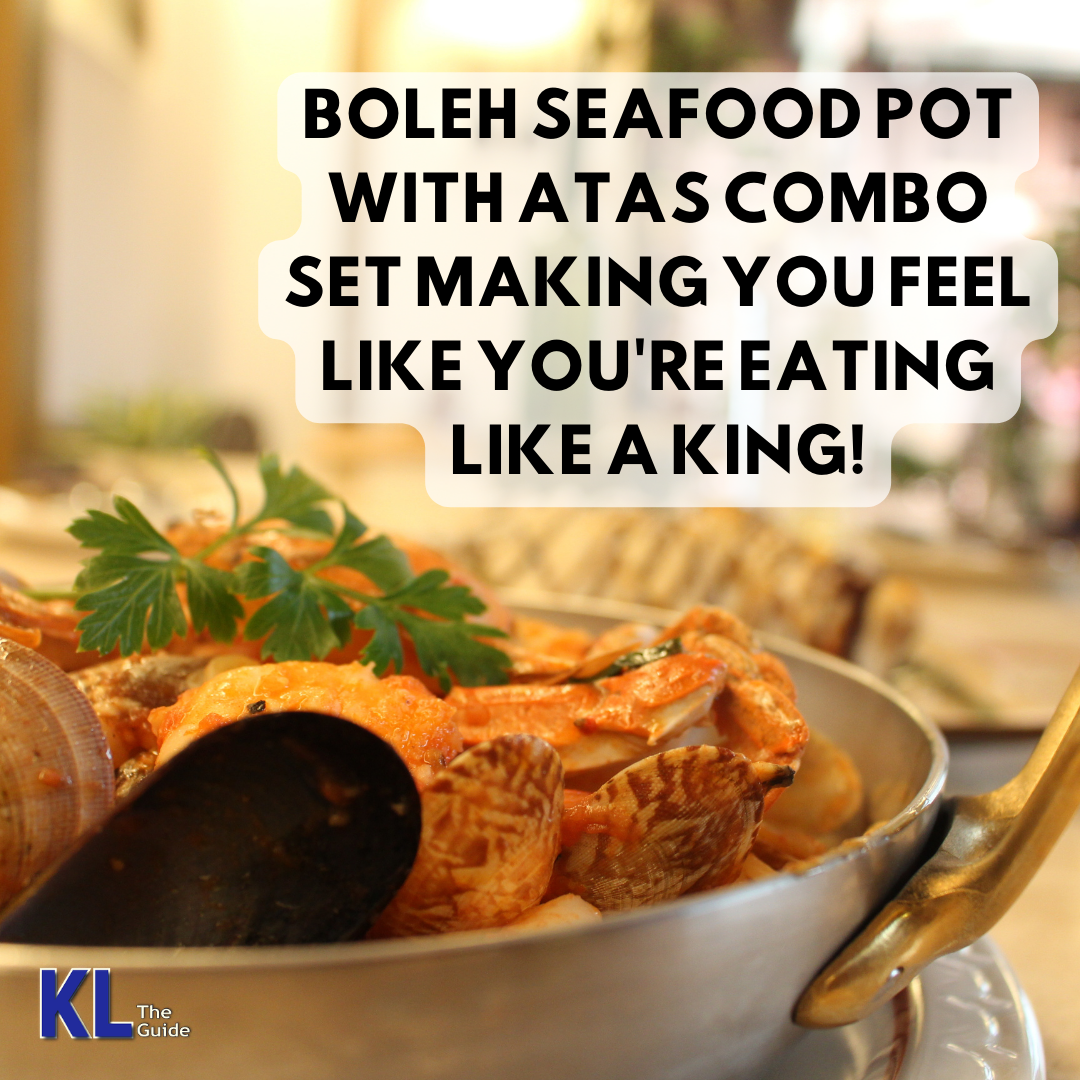 BOLEH SEAFOOD POT
WITH ATAS COMBO
SET MAKING YOU FEEL
LIKE YOU'RE EATING
LIKE A KING!
KL The
Guide